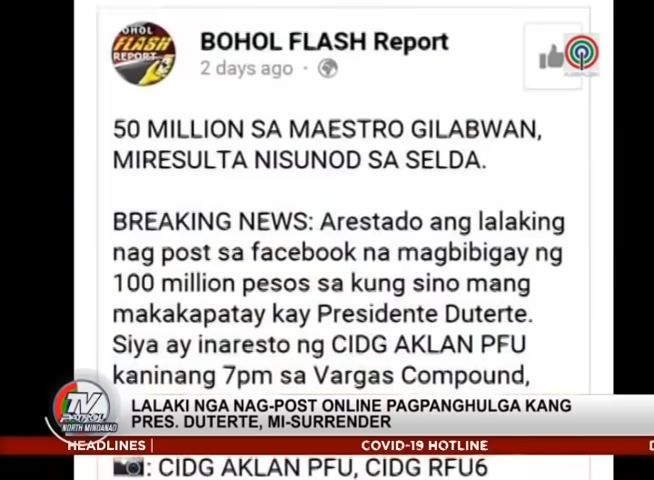 BOHOL
FLASH
REPORT
BOHOL FLASH Report
2 days ago ·
50 MILLION SA MAESTRO GILABWAN,
MIRESULTA NISUNOD SA SELDA.
BREAKING NEWS: Arestado ang lalaking
nag post sa facebook na magbibigay ng
100 million pesos sa kung sino mang
makakapatay kay Presidente Duterte.
Siya ay inaresto ng CIDG AKLAN PFU
kaninang 7pm sa Vargas Compound,
TV
PATROL
NORTH MINDANAO
LALAKI NGA NAG-POST ONLINE PAGPANGHULGA KANG
PRES. DUTERTE, MI-SURRENDER
HEADLINES | COVID-19 HOTLINE
: CIDG AKLAN PFU, CIDG RFU6